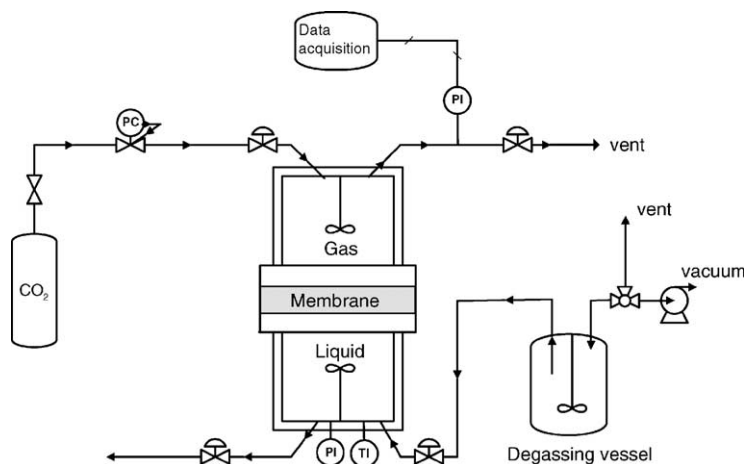 Data
acquisition
PC
PI
vent
vent
Gas
vacuum
CO₂
Membrane
Liquid
PI
TI
Degassing vessel